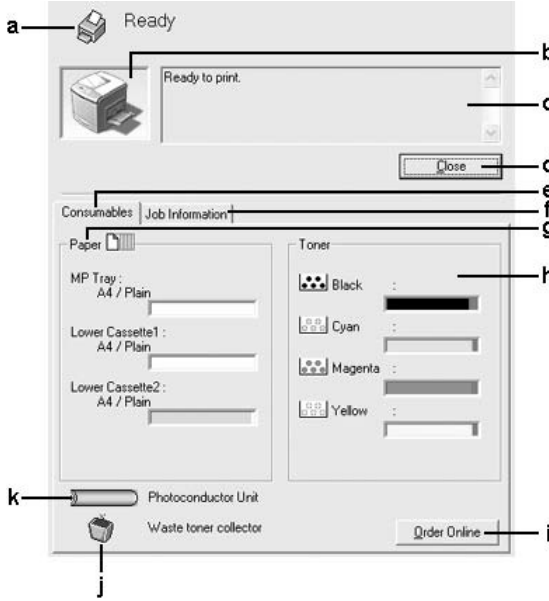 a
Ready
b
Ready to print.
c
Close
d
e
Consumables
Job Information
f
g
Paper
Toner
h
MP Tray :
A4 / Plain
Black :
Lower Cassette1 :
A4 / Plain
Cyan :
Magenta :
Lower Cassette2 :
A4 / Plain
Yellow :
k
Photoconductor Unit
Waste toner collector
Order Online
i
j